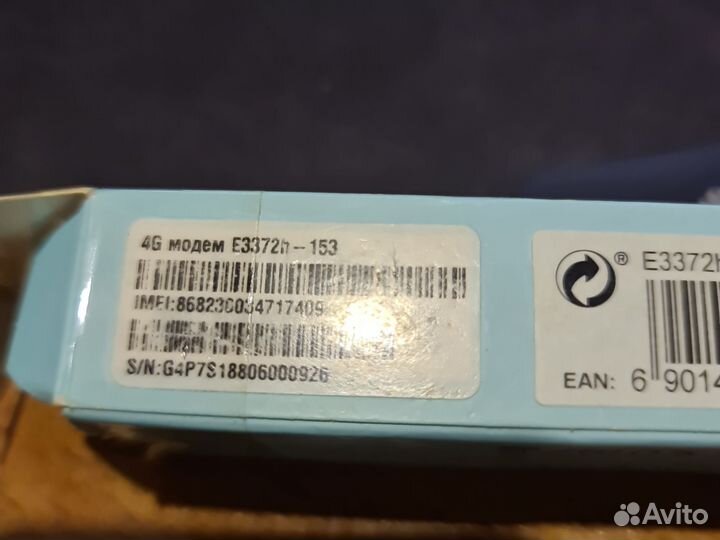 4G модем E3372h-153
IMEI:868230034717409
S/N:G4P7S18806000926
® E3372h
EAN: 6 9014
Avito